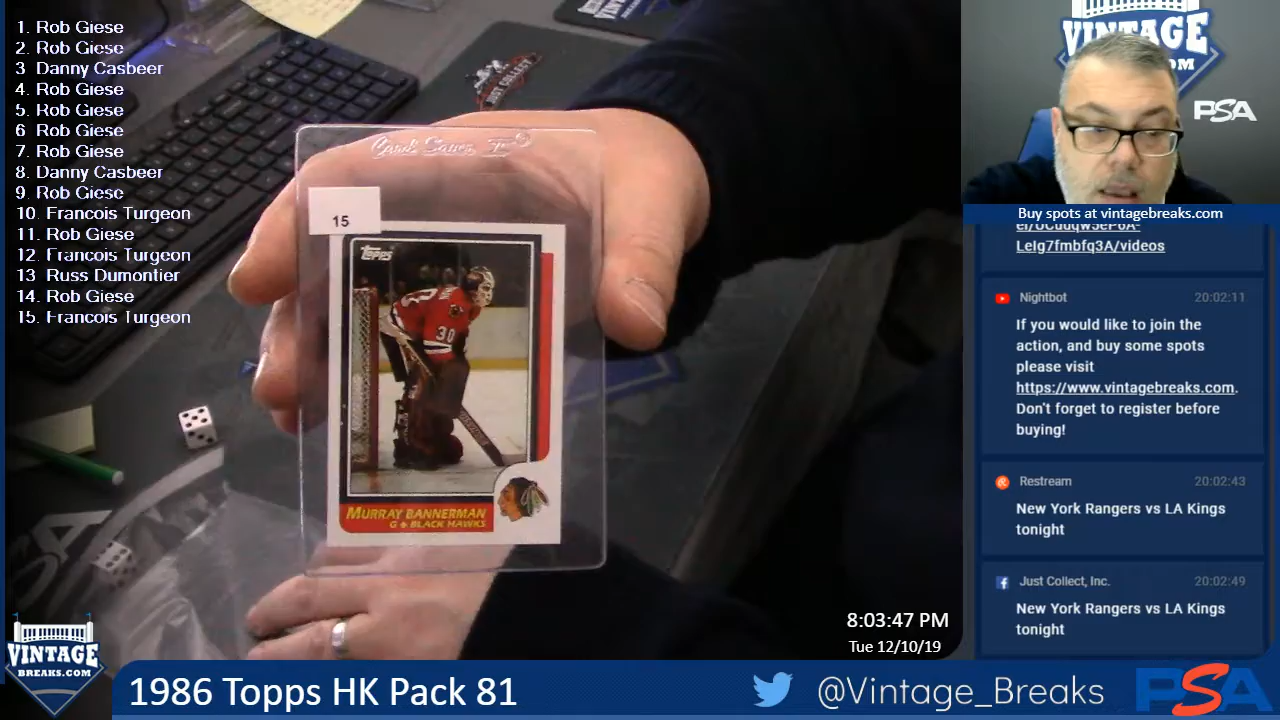 1. Rob Giese
2. Rob Giese
3 Danny Casbeer
4. Rob Giese
5. Rob Giese
6 Rob Giese
7. Rob Giese
8. Danny Casbeer
9. Rob Giese
10. Francois Turgeon
11. Rob Giese
12. Francois Turgeon
13 Russ Dumontier
14. Rob Giese
15. Francois Turgeon
JUST COLLECT
Card Saver II®
15
Topps
30
MURRAY BANNERMAN
G ♦ BLACK HAWKS
VINTAGE
.COM
PSA
Buy spots at vintagebreaks.com
LeIg7fmbfq3A/videos
Nightbot 20:02:11
If you would like to join the
action, and buy some spots
please visit
https://www.vintagebreaks.com.
Don't forget to register before
buying!
Restream 20:02:43
New York Rangers vs LA Kings
tonight
Just Collect, Inc. 20:02:49
New York Rangers vs LA Kings
tonight
8:03:47 PM
Tue 12/10/19
VINTAGE
BREAKS.COM
1986 Topps HK Pack 81
@Vintage_Breaks
PSA